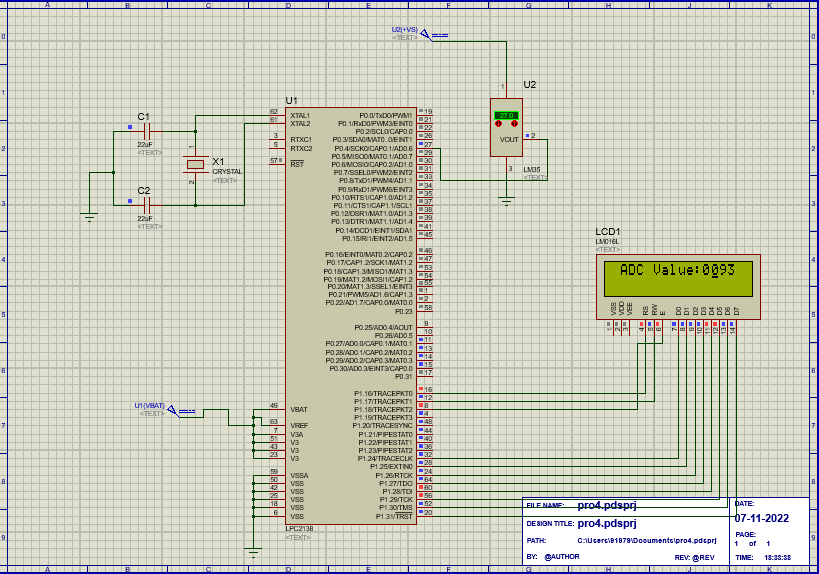 A B C D E F G H J K
U2(+VS)
<TEXT>
U1
U2
27.0
VOUT
LM35
<TEXT>
C1
22uF
<TEXT>
C2
22uF
<TEXT>
X1
CRYSTAL
<TEXT>
62 XTAL1
61 XTAL2
3 RTXC1
5 RTXC2
57 RST
P0.0/TxD0/PWM1 19
P0.1/RxD0/PWM3/EINT0 21
P0.2/SCL0/CAP0.0 22
P0.3/SDA0/MAT0..0/EINT1 26
P0.4/SCK0/CAP0.1/AD0.6 27
P0.5/MISO0/MAT0.1/AD0.7 29
P0.6/MOSI0/CAP0.2/AD1.0 30
P0.7/SSEL0/PWM2/EINT2 31
P0.8/TxD1/PWM4/AD1.1 33
P0.9/RxD1/PWM6/EINT3 34
P0.10/RTS1/CAP1.0/AD1.2 35
P0.11/CTS1/CAP1.1/SCL1 37
P0.12/DSR1/MAT1.0/AD1.3 38
P0.13/DTR1/MAT1.1/AD1.4 39
P0.14/DCD1/EINT1/SDA1 41
P0.15/RI1/EINT2/AD1.5 45
P0.16/EINT0/MAT0.2/CAP0.2 46
P0.17/CAP1.2/SCK1/MAT1.2 47
P0.18/CAP1.3/MISO1/MAT1.3 53
P0.19/MAT1.2/MOSI1/CAP1.2 54
P0.20/MAT1.3/SSEL1/EINT3 55
P0.21/PWM5/AD1.6/CAP1.3 1
P0.22/AD1.7/CAP0.0/MAT0.0 2
P0.23 58
P0.25/AD0.4/AOUT 9
P0.26/AD0.5 10
P0.27/AD0.0/CAP0.1/MAT0.1 11
P0.28/AD0.1/CAP0.2/MAT0.2 13
P0.29/AD0.2/CAP0.3/MAT0.3 14
P0.30/AD0.3/EINT3/CAP0.0 15
P0.31 17
P1.16/TRACEPKT0 16
P1.17/TRACEPKT1 12
P1.18/TRACEPKT2 8
P1.19/TRACEPKT3 4
P1.20/TRACESYNC 48
P1.21/PIPESTAT0 44
P1.22/PIPESTAT1 40
P1.23/PIPESTAT2 36
P1.24/TRACECLK 32
P1.25/EXTIN0 28
P1.26/RTCK 24
P1.27/TDO 64
P1.28/TDI 60
P1.29/TCK 56
P1.30/TMS 52
P1.31/TRST 20
U1(VBAT)
<TEXT>
49 VBAT
63 VREF
7 V3A
51 V3
43 V3
23 V3
59 VSSA
50 VSS
42 VSS
25 VSS
18 VSS
6 VSS
LPC2138
<TEXT>
LCD1
LM016L
<TEXT>
ADC Value:0093
VSS VDD VEE RS RW E D0 D1 D2 D3 D4 D5 D6 D7
1 2 3 4 5 6 7 8 9 10 11 12 13 14
FILE NAME: pro4.pdsprj
DESIGN TITLE: pro4.pdsprj
PATH: C:\Users\91979\Documents\pro4.pdsprj
BY: @AUTHOR REV: @REV
DATE:
07-11-2022
PAGE:
1 of 1
TIME: 18:33:38
A B C D E F G H J K